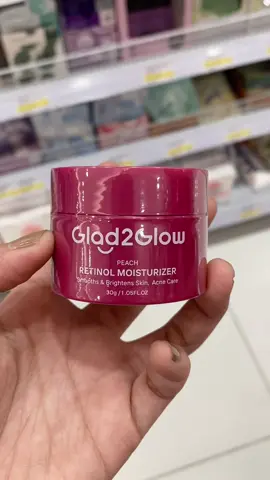 Glad2Glow
PEACH
RETINOL MOISTURIZER
Smooths & Brightens Skin, Acne Care
30g / 1.05FL.OZ